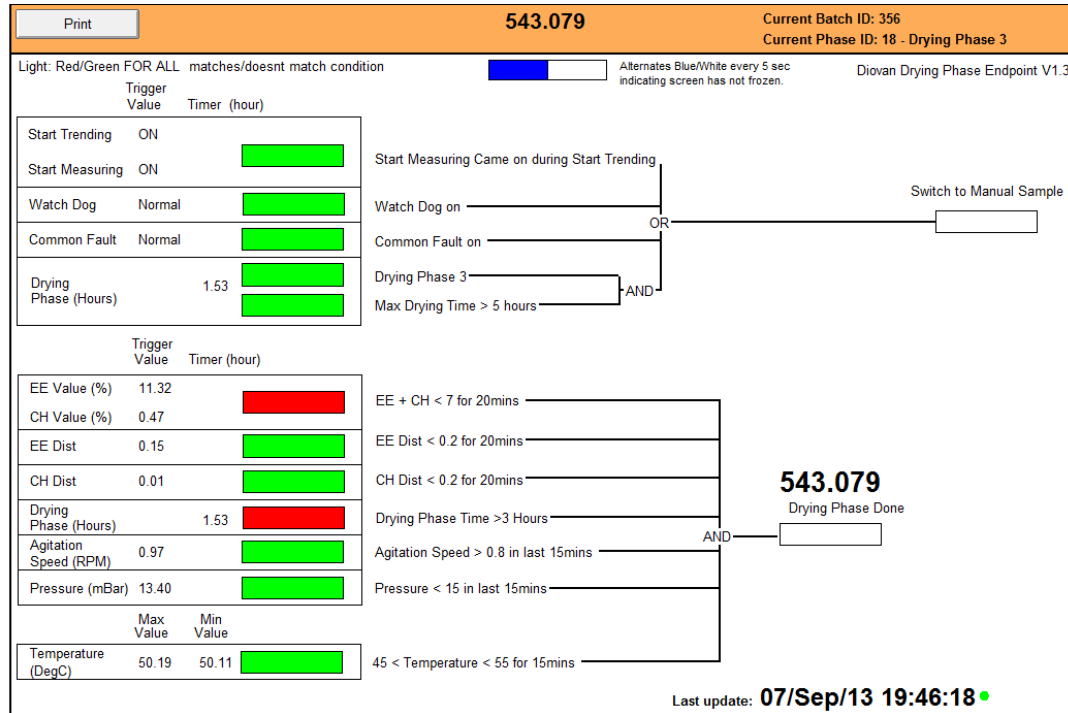 Print
543.079
Current Batch ID: 356
Current Phase ID: 18 - Drying Phase 3
Light: Red/Green FOR ALL matches/doesnt match condition
Alternates Blue/White every 5 sec
indicating screen has not frozen.
Diovan Drying Phase Endpoint V1.3
Trigger
Value Timer (hour)
Start Trending ON
Start Measuring ON
Start Measuring Came on during Start Trending
Watch Dog Normal
Watch Dog on
Common Fault Normal
Common Fault on
Drying
Phase (Hours) 1.53
Drying Phase 3
Max Drying Time > 5 hours
AND
OR
Switch to Manual Sample
Trigger
Value Timer (hour)
EE Value (%) 11.32
CH Value (%) 0.47
EE + CH < 7 for 20mins
EE Dist 0.15
EE Dist < 0.2 for 20mins
CH Dist 0.01
CH Dist < 0.2 for 20mins
Drying
Phase (Hours) 1.53
Drying Phase Time >3 Hours
Agitation
Speed (RPM) 0.97
Agitation Speed > 0.8 in last 15mins
Pressure (mBar) 13.40
Pressure < 15 in last 15mins
Max
Value
Min
Value
Temperature
(DegC) 50.19 50.11
45 < Temperature < 55 for 15mins
AND
543.079
Drying Phase Done
Last update: 07/Sep/13 19:46:18